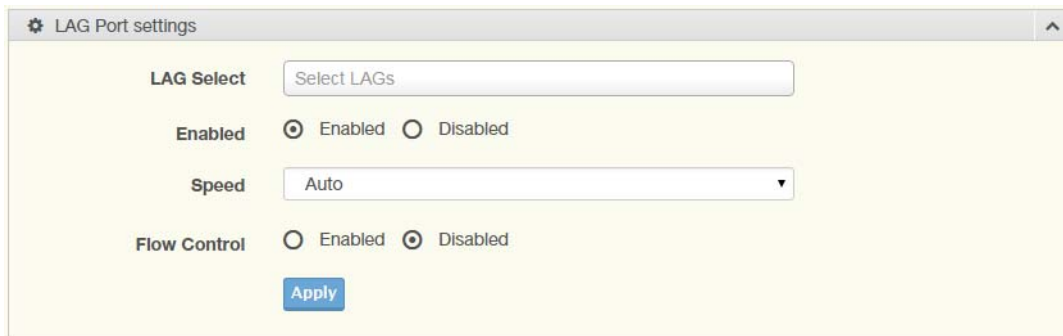 LAG Port settings
LAG Select Select LAGs
Enabled Enabled Disabled
Speed Auto
Flow Control Enabled Disabled
Apply